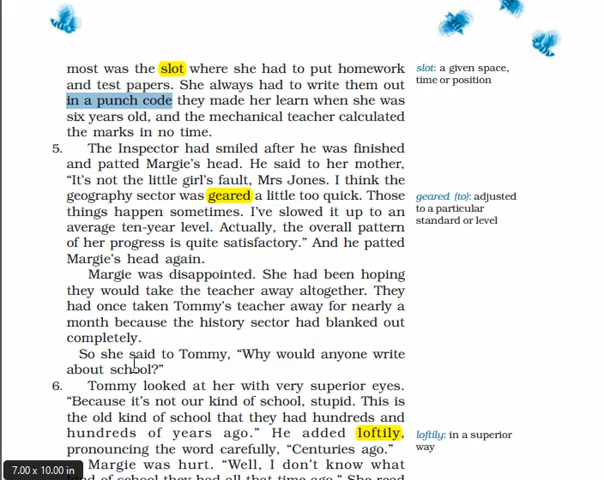 most was the slot where she had to put homework
and test papers. She always had to write them out
in a punch code they made her learn when she was
six years old, and the mechanical teacher calculated
the marks in no time.
slot: a given space,
time or position
5. The Inspector had smiled after he was finished
and patted Margie's head. He said to her mother,
“It's not the little girl's fault, Mrs Jones. I think the
geography sector was geared a little too quick. Those
things happen sometimes. I've slowed it up to an
average ten-year level. Actually, the overall pattern
of her progress is quite satisfactory.” And he patted
Margie's head again.
geared (to): adjusted
to a particular
standard or level
Margie was disappointed. She had been hoping
they would take the teacher away altogether. They
had once taken Tommy's teacher away for nearly a
month because the history sector had blanked out
completely.
So she said to Tommy, “Why would anyone write
about school?”
6. Tommy looked at her with very superior eyes.
“Because it's not our kind of school, stupid. This is
the old kind of school that they had hundreds and
hundreds of years ago.” He added loftily,
pronouncing the word carefully, “Centuries ago.”
loftily: in a superior
way
Margie was hurt. “Well, I don't know what
kind of school they had all that time ago.” She read
7.00 x 10.00 in